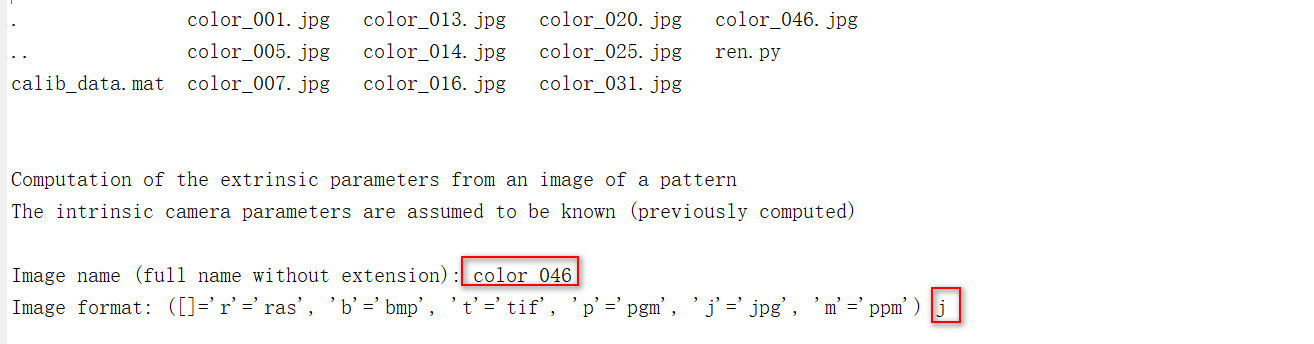 . color_001.jpg color_013.jpg color_020.jpg color_046.jpg
.. color_005.jpg color_014.jpg color_025.jpg ren.py
calib_data.mat color_007.jpg color_016.jpg color_031.jpg
Computation of the extrinsic parameters from an image of a pattern
The intrinsic camera parameters are assumed to be known (previously computed)
Image name (full name without extension): color_046
Image format: ([]='r'='ras', 'b'='bmp', 't'='tif', 'p'='pgm', 'j'='jpg', 'm'='ppm') j